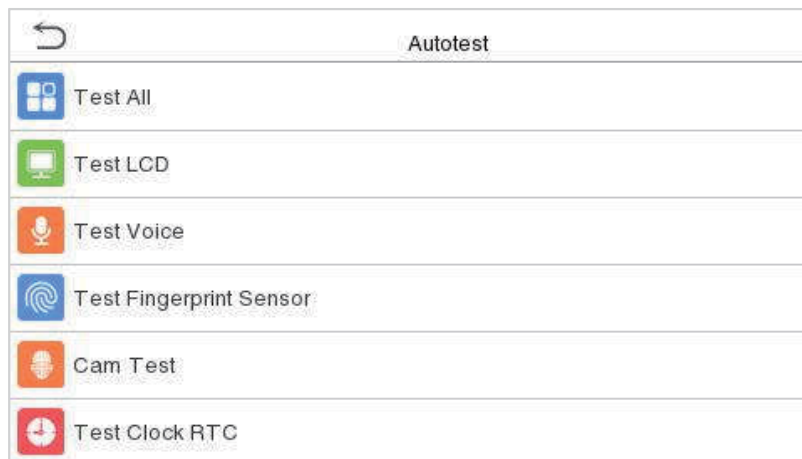 Autotest
Test All
Test LCD
Test Voice
Test Fingerprint Sensor
Cam Test
Test Clock RTC